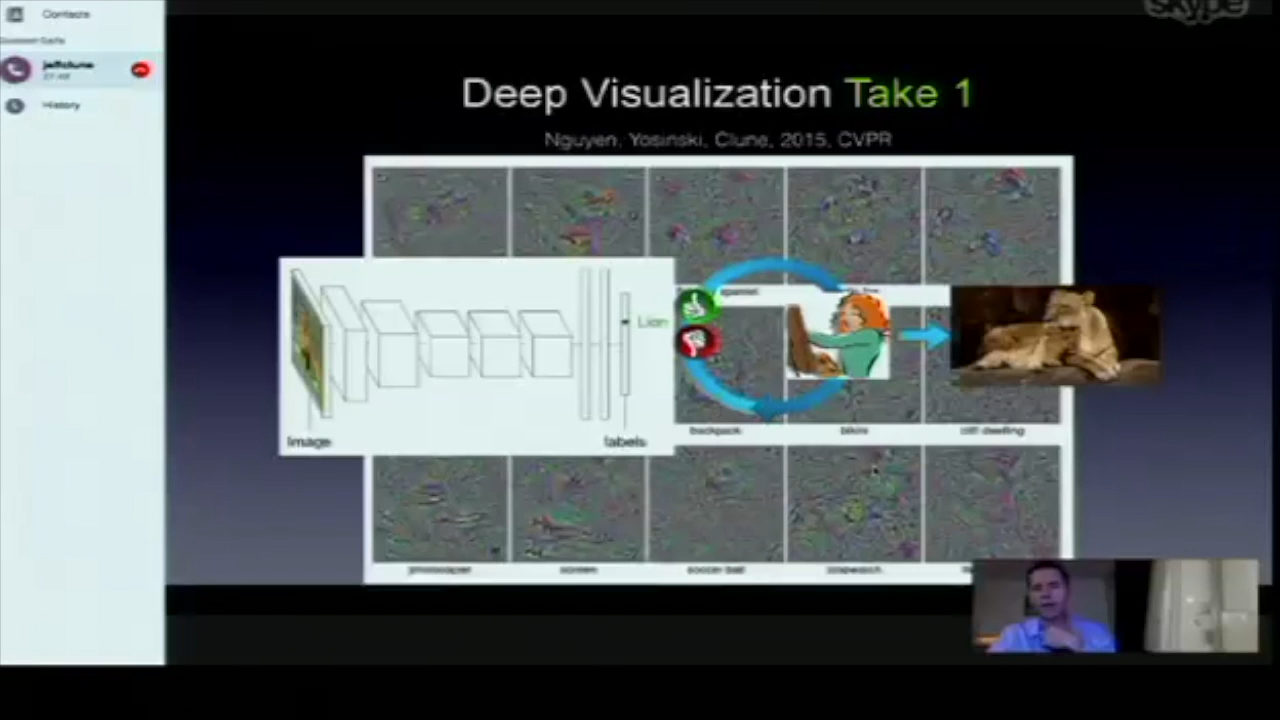 skype
Contacts
jeffclune
History
Deep Visualization Take 1
Nguyen, Yosinski, Clune, 2015, CVPR
Lion
Image
labels
backpack
bikini
cliff dwelling
screen
soccer ball
stopwatch